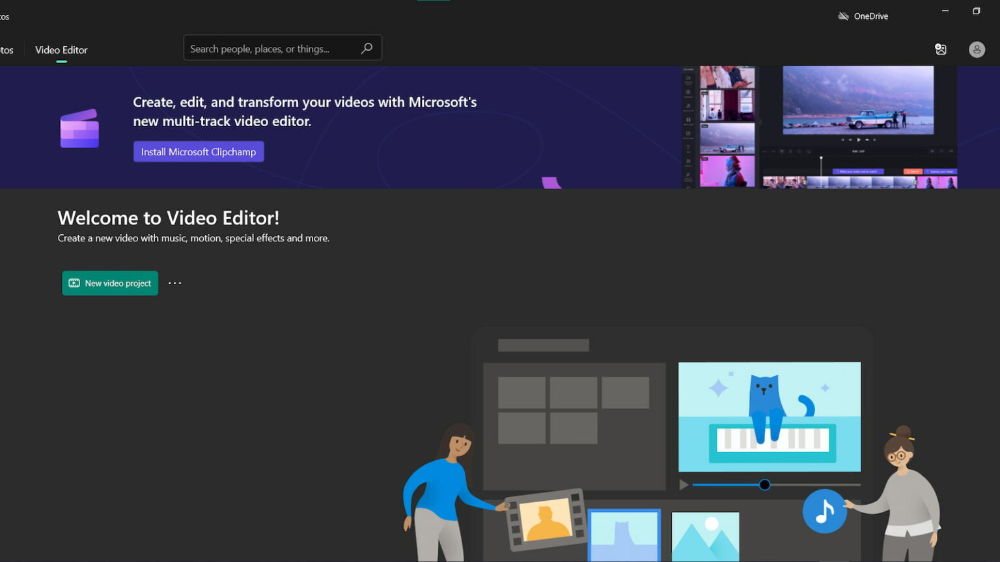 tos
OneDrive
tos
Video Editor
Search people, places, or things...
Create, edit, and transform your videos with Microsoft's
new multi-track video editor.
Install Microsoft Clipchamp
Welcome to Video Editor!
Create a new video with music, motion, special effects and more.
New video project